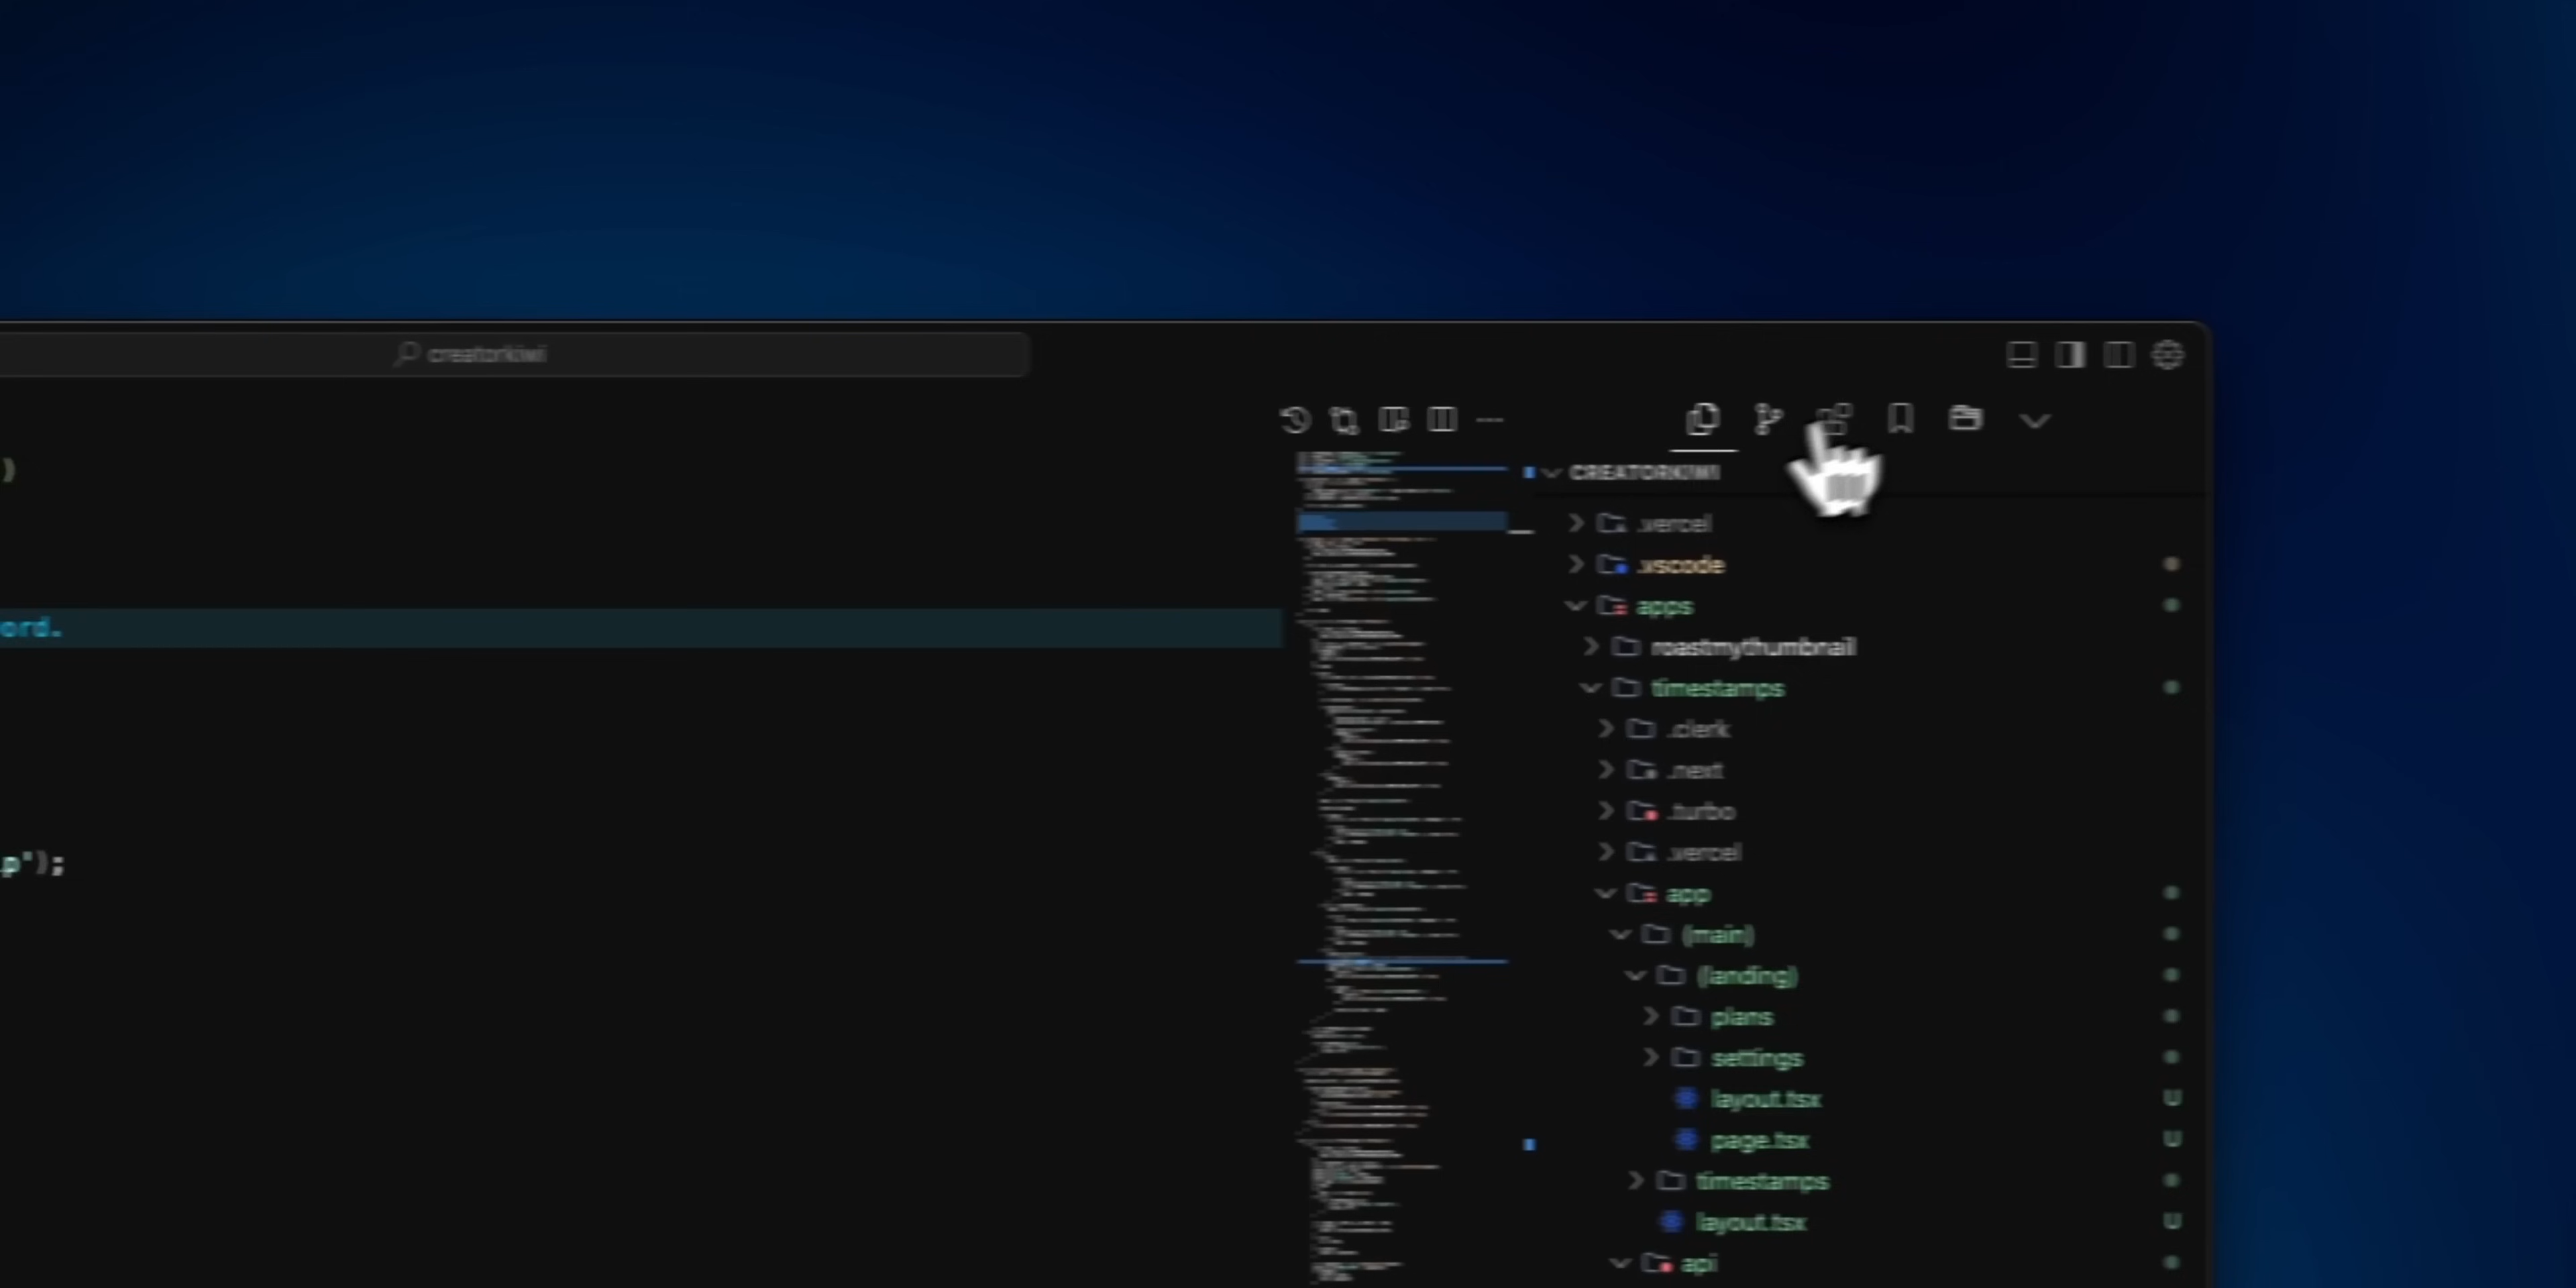 creatorkiwi
)
CREATORKIWI
.vercel
.vscode
apps
ord.
roastmythumbnail
timestamps
.clerk
.next
.turbo
.vercel
p");
app
(main)
(landing)
plans
settings
layout.tsx U
page.tsx U
timestamps
layout.tsx U
api